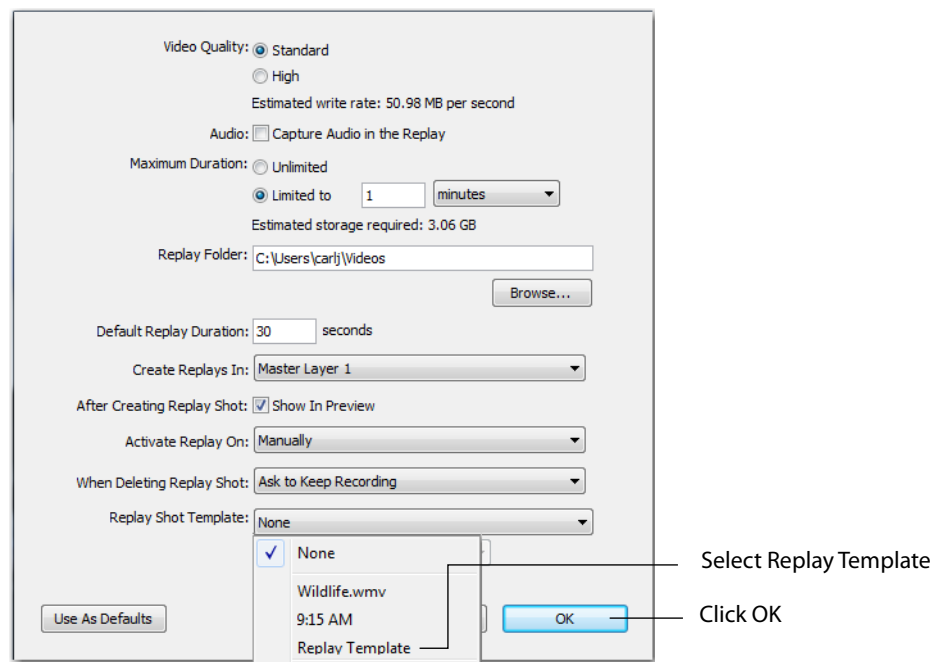 Video Quality: Standard
High
Estimated write rate: 50.98 MB per second
Audio: Capture Audio in the Replay
Maximum Duration: Unlimited
Limited to 1 minutes
Estimated storage required: 3.06 GB
Replay Folder: C:\Users\carlj\Videos
Browse...
Default Replay Duration: 30 seconds
Create Replays In: Master Layer 1
After Creating Replay Shot: Show In Preview
Activate Replay On: Manually
When Deleting Replay Shot: Ask to Keep Recording
Replay Shot Template: None
None
Wildlife.wmv
9:15 AM
Replay Template
Select Replay Template
Use As Defaults
OK
Click OK